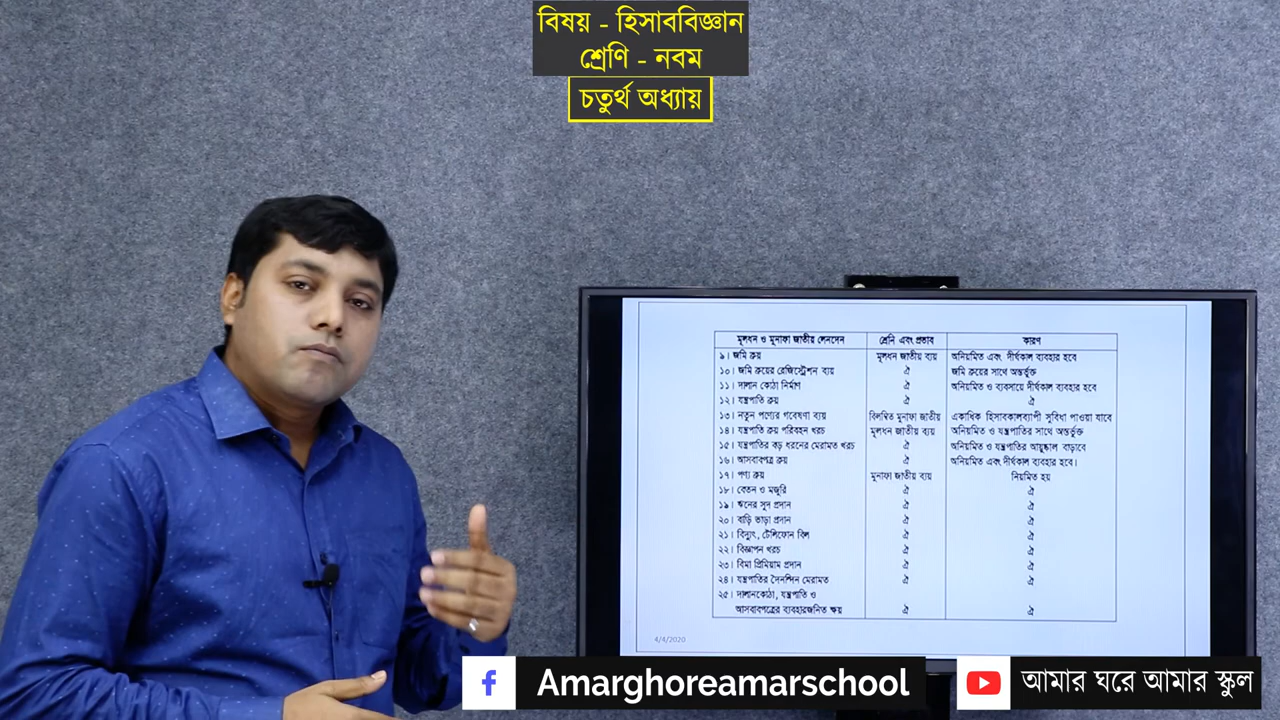 বিষয় - হিসাববিজ্ঞান
শ্রেণি - নবম
চতুর্থ অধ্যায়
মূলধন ও মুনাফা জাতীয় লেনদেন শ্রেনি এবং প্রভাব কারণ
৯। জমি ক্রয় মূলধন জাতীয় ব্যয় অনিয়মিত এবং দীর্ঘকাল ব্যবহার হবে
১০। জমি ক্রয়ের রেজিস্ট্রেশন ব্যয় ঐ জমি ক্রয়ের সাথে অন্তর্ভুক্ত
১১। দালান কোঠা নির্মাণ ঐ অনিয়মিত ও ব্যবসায়ে দীর্ঘকাল ব্যবহার হবে
১২। যন্ত্রপাতি ক্রয় ঐ ঐ
১৩। নতুন পণ্যের গবেষণা ব্যয় বিলম্বিত মুনাফা জাতীয় একাধিক হিসাবকালব্যাপী সুবিধা পাওয়া যাবে
১৪। যন্ত্রপাতি ক্রয় পরিবহন খরচ মূলধন জাতীয় ব্যয় অনিয়মিত ও যন্ত্রপাতির সাথে অন্তর্ভুক্ত
১৫। যন্ত্রপাতির বড় ধরনের মেরামত খরচ ঐ অনিয়মিত ও যন্ত্রপাতির আয়ুষ্কাল বাড়াবে
১৬। আসবাবপত্র ক্রয় ঐ অনিয়মিত এবং দীর্ঘকাল ব্যবহার হবে।
১৭। পণ্য ক্রয় মুনাফা জাতীয় ব্যয় নিয়মিত হয়
১৮। বেতন ও মজুরি ঐ ঐ
১৯। ঋনের সুদ প্রদান ঐ ঐ
২০। বাড়ি ভাড়া প্রদান ঐ ঐ
২১। বিদ্যুৎ, টেলিফোন বিল ঐ ঐ
২২। বিজ্ঞাপন খরচ ঐ ঐ
২৩। বিমা প্রিমিয়াম প্রদান ঐ ঐ
২৪। যন্ত্রপাতির দৈনন্দিন মেরামত ঐ ঐ
২৫। দালানকোঠা, যন্ত্রপাতি ও
আসবাবপত্রের ব্যবহারজনিত ক্ষয় ঐ ঐ
4/4/2020
Amarghoreamarschool
আমার ঘরে আমার স্কুল